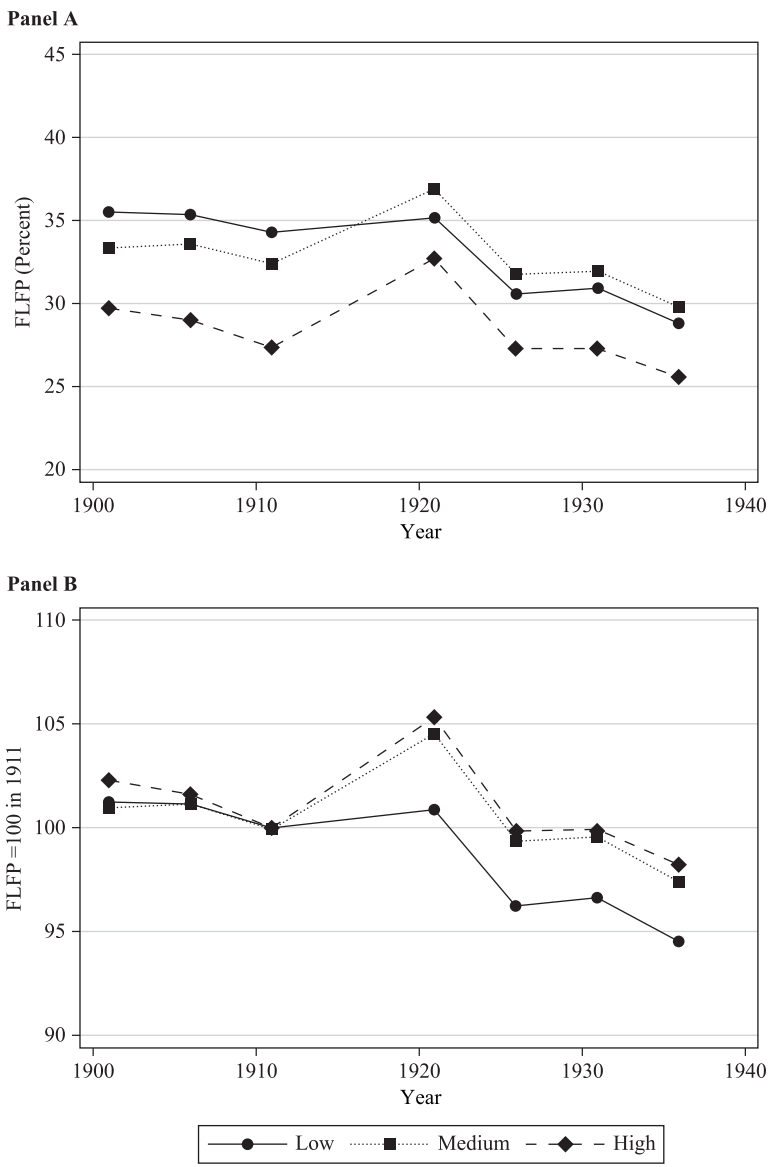 Panel A
45
40
35
30
25
20
FLFP (Percent)
1900 1910 1920 1930 1940
Year
Panel B
110
105
100
95
90
FLFP =100 in 1911
1900 1910 1920 1930 1940
Year
Low Medium High